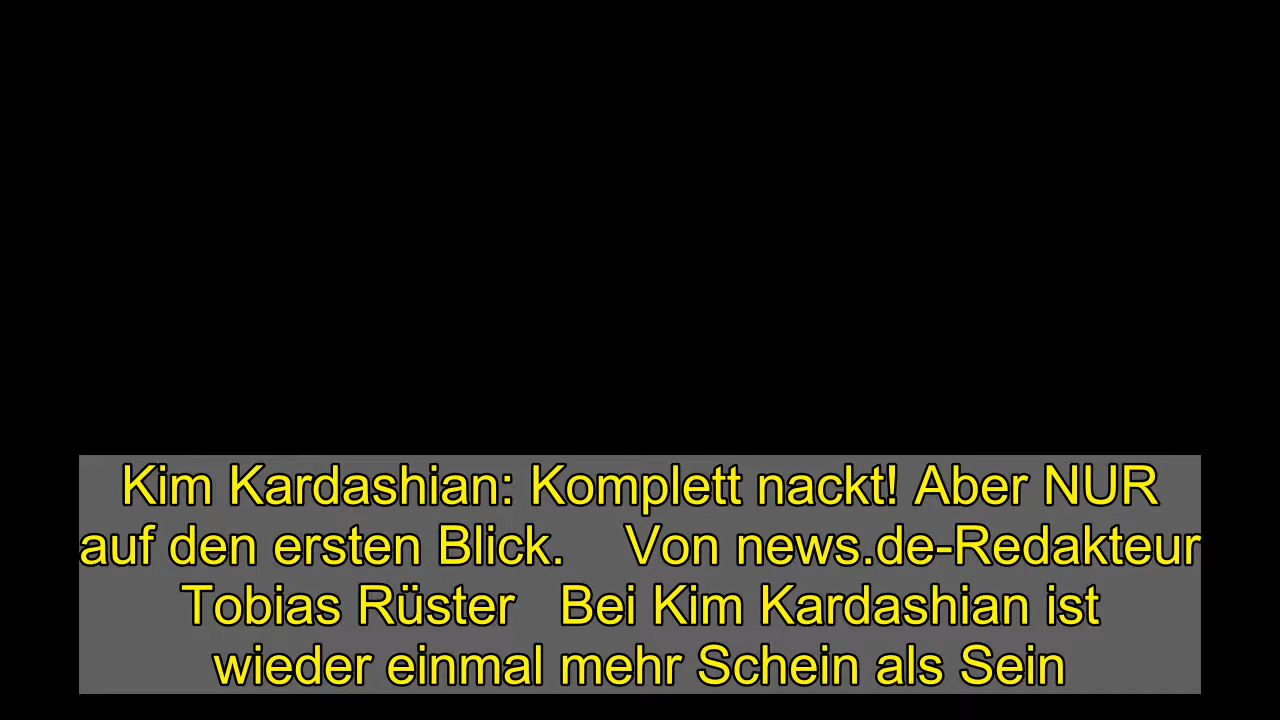 Kim Kardashian: Komplett nackt! Aber NUR
auf den ersten Blick.    Von news.de-Redakteur
Tobias Rüster   Bei Kim Kardashian ist
wieder einmal mehr Schein als Sein